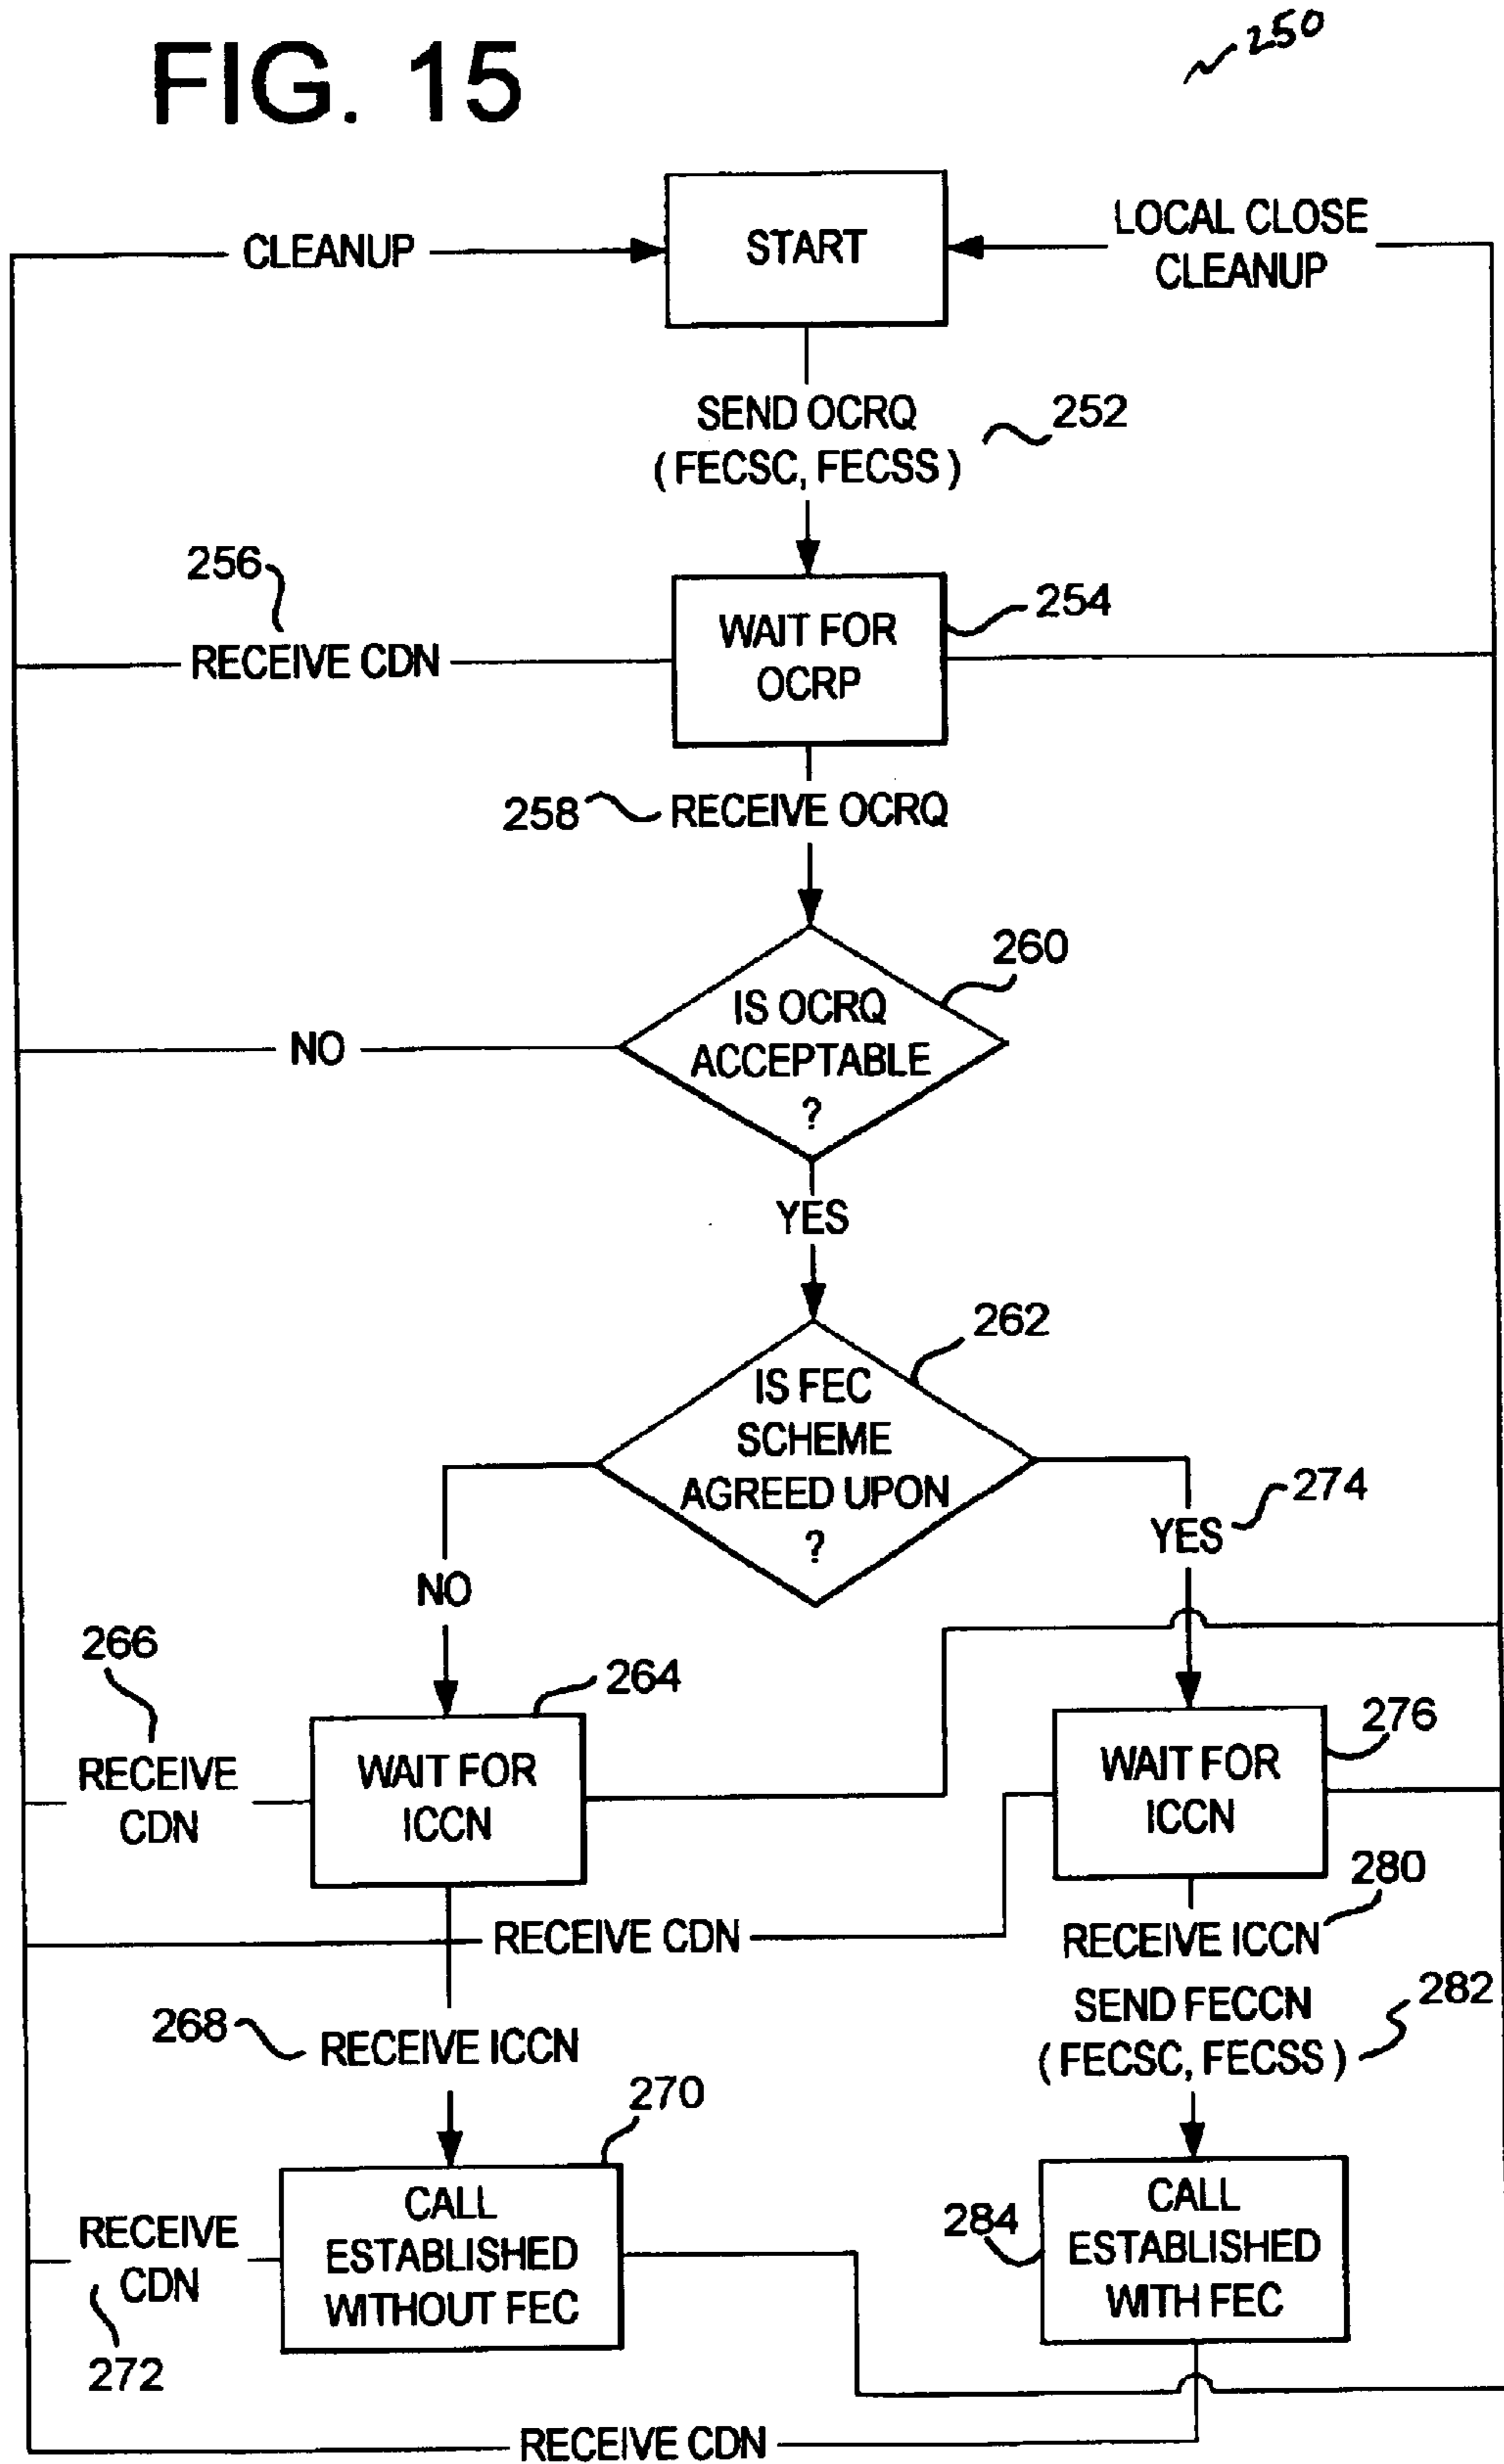 FIG. 15
250
START
CLEANUP
LOCAL CLOSE
CLEANUP
SEND OCRQ
( FECSC, FECSS )
252
256
254
WAIT FOR
OCRP
RECEIVE CDN
258
RECEIVE OCRQ
260
IS OCRQ
ACCEPTABLE
?
NO
YES
262
IS FEC
SCHEME
AGREED UPON
?
274
YES
NO
266
264
276
RECEIVE
CDN
WAIT FOR
ICCN
WAIT FOR
ICCN
280
RECEIVE CDN
RECEIVE ICCN
282
SEND FECCN
( FECSC, FECSS )
268
RECEIVE ICCN
270
RECEIVE
CDN
272
CALL
ESTABLISHED
WITHOUT FEC
284
CALL
ESTABLISHED
WITH FEC
RECEIVE CDN